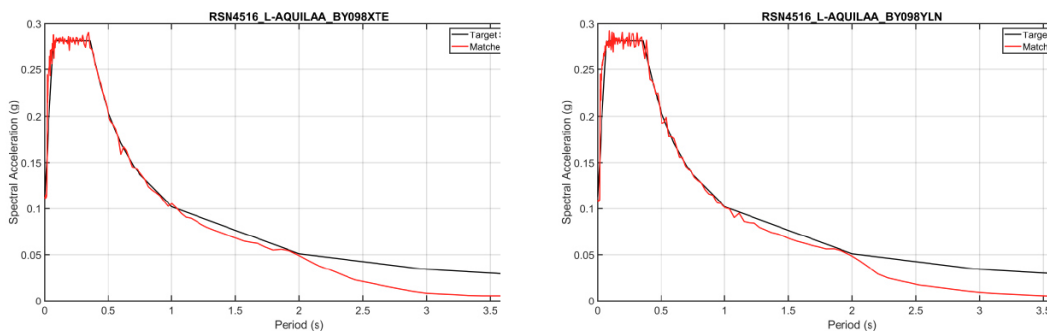 RSN4516_L-AQUILAA_BY098XTE
0.3
0.25
0.2
0.15
0.1
0.05
0
Spectral Acceleration (g)
Target S
Matche
0 0.5 1 1.5 2 2.5 3 3.5
Period (s)
RSN4516_L-AQUILAA_BY098YLN
0.3
0.25
0.2
0.15
0.1
0.05
0
Spectral Acceleration (g)
Target
Matche
0 0.5 1 1.5 2 2.5 3 3.5
Period (s)